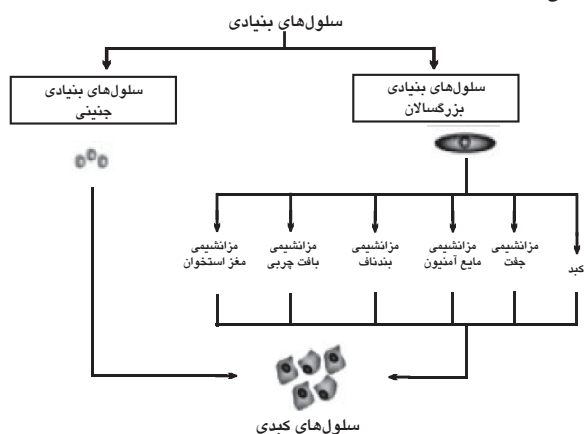 سلول‌های بنیادی
سلول‌های بنیادی
بزرگسالان
سلول‌های بنیادی
جنینی
کبد
مزانشیمی
جفت
مزانشیمی
مایع آمنیون
مزانشیمی
بندناف
مزانشیمی
بافت چربی
مزانشیمی
مغز استخوان
سلول‌های کبدی